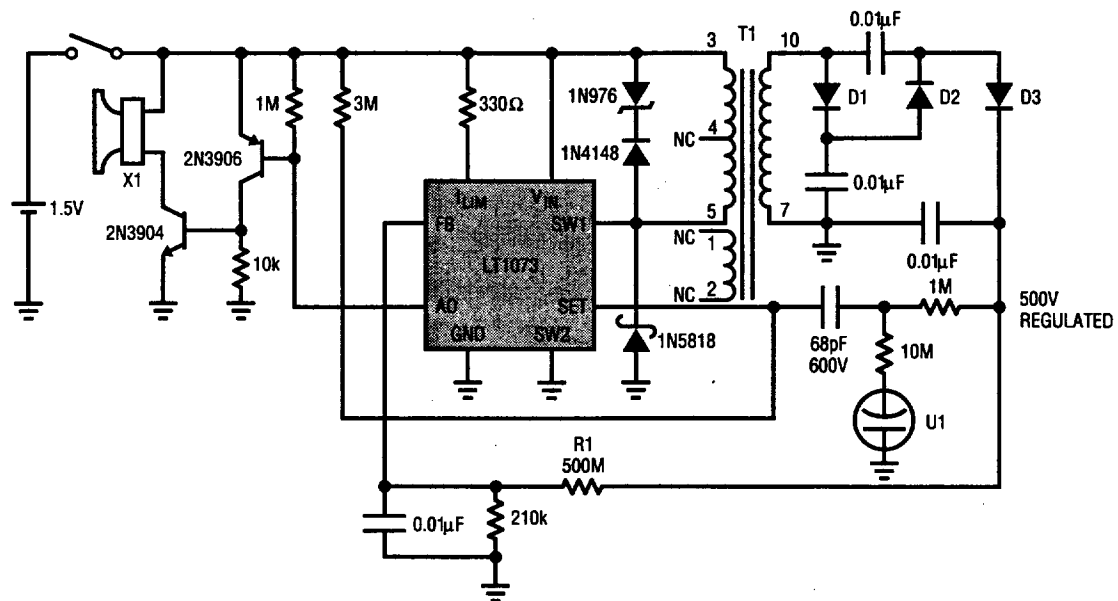 0.01µF
3
T1
10
1M
3M
330Ω
1N976
D1
D2
D3
2N3906
NC
4
1N4148
X1
0.01µF
1.5V
ILIM
VIN
5
7
2N3904
FB
SW1
NC
1
10k
LT1073
0.01µF
2
1M
AO
SET
NC
500V
REGULATED
GND
SW2
1N5818
68pF
600V
10M
U1
R1
500M
0.01µF
210k